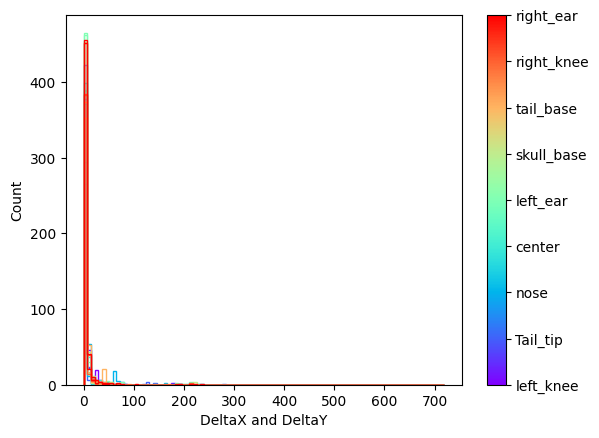 Count
400
300
200
100
0
0 100 200 300 400 500 600 700
DeltaX and DeltaY
right_ear
right_knee
tail_base
skull_base
left_ear
center
nose
Tail_tip
left_knee